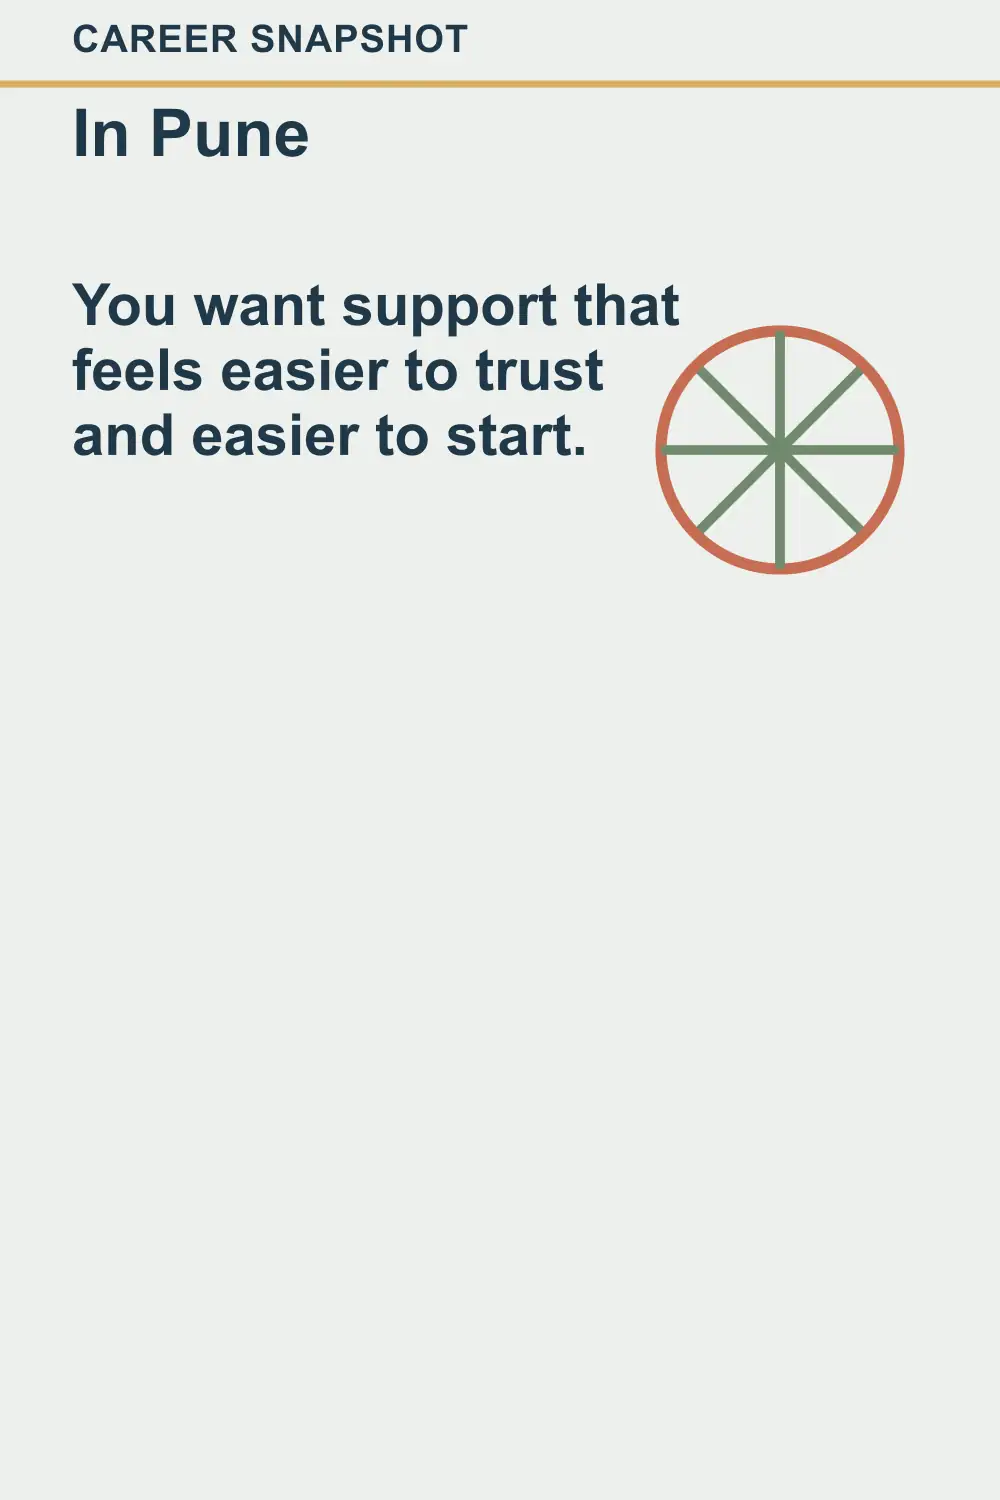 CAREER SNAPSHOT
In Pune
You want support that
feels easier to trust
and easier to start.